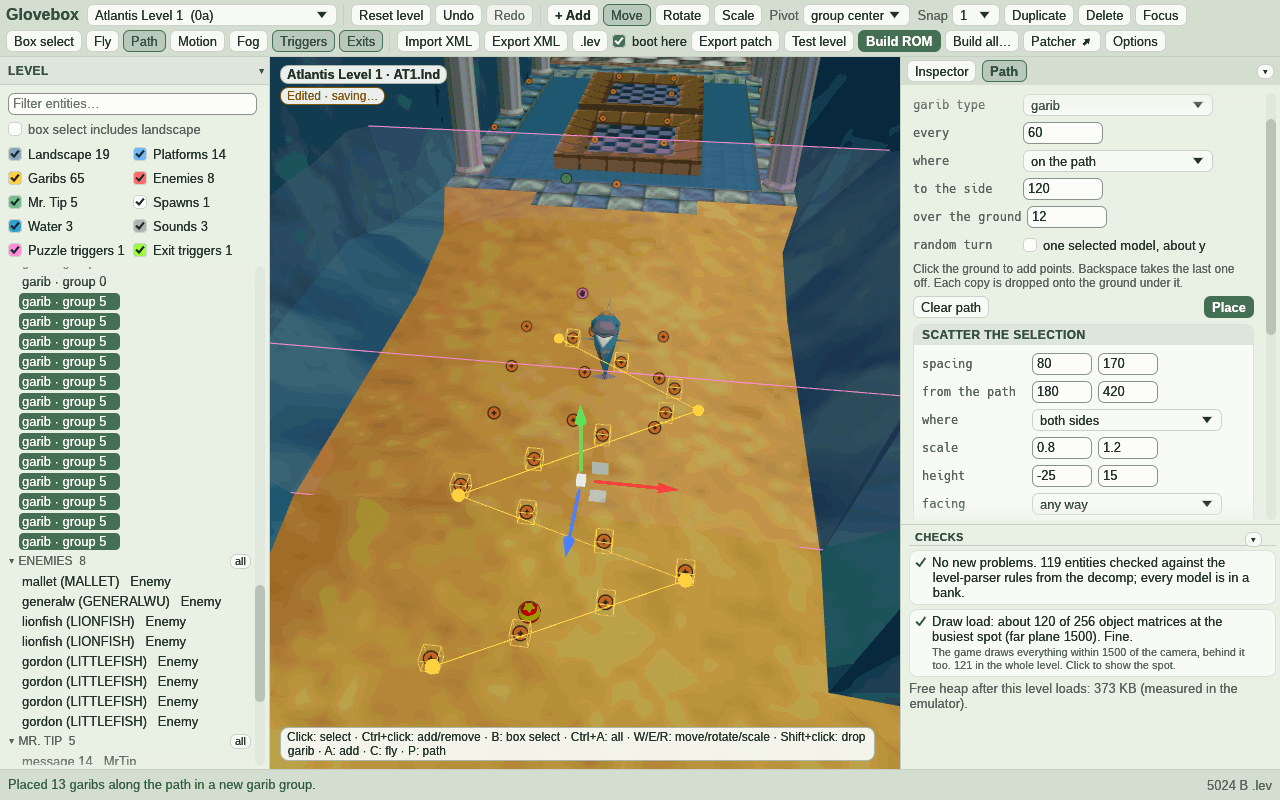 Glovebox Atlantis Level 1 (0a) Reset level Undo Redo + Add Move Rotate Scale Pivot group center Snap 1 Duplicate Delete Focus
Box select Fly Path Motion Fog Triggers Exits Import XML Export XML .lev boot here Export patch Test level Build ROM Build all… Patcher Options
LEVEL
Filter entities…
box select includes landscape
Landscape 19 Platforms 14
Garibs 65 Enemies 8
Mr. Tip 5 Spawns 1
Water 3 Sounds 3
Puzzle triggers 1 Exit triggers 1
garib · group 0
garib · group 5
garib · group 5
garib · group 5
garib · group 5
garib · group 5
garib · group 5
garib · group 5
garib · group 5
garib · group 5
garib · group 5
garib · group 5
garib · group 5
garib · group 5
ENEMIES 8 all
mallet (MALLET) Enemy
generalw (GENERALWU) Enemy
lionfish (LIONFISH) Enemy
lionfish (LIONFISH) Enemy
gordon (LITTLEFISH) Enemy
gordon (LITTLEFISH) Enemy
gordon (LITTLEFISH) Enemy
gordon (LITTLEFISH) Enemy
MR. TIP 5 all
message 14 MrTip
Atlantis Level 1 · AT1.lnd
Edited · saving…
Click: select · Ctrl+click: add/remove · B: box select · Ctrl+A: all · W/E/R: move/rotate/scale · Shift+click: drop
garib · A: add · C: fly · P: path
Inspector Path
garib type garib
every 60
where on the path
to the side 120
over the ground 12
random turn one selected model, about y
Click the ground to add points. Backspace takes the last one
off. Each copy is dropped onto the ground under it.
Clear path Place
SCATTER THE SELECTION
spacing 80 170
from the path 180 420
where both sides
scale 0.8 1.2
height -25 15
facing any way
CHECKS
No new problems. 119 entities checked against the
level-parser rules from the decomp; every model is in a
bank.
Draw load: about 120 of 256 object matrices at the
busiest spot (far plane 1500). Fine.
The game draws everything within 1500 of the camera, behind it
too. 121 in the whole level. Click to show the spot.
Free heap after this level loads: 373 KB (measured in the
emulator).
Placed 13 garibs along the path in a new garib group. 5024 B .lev